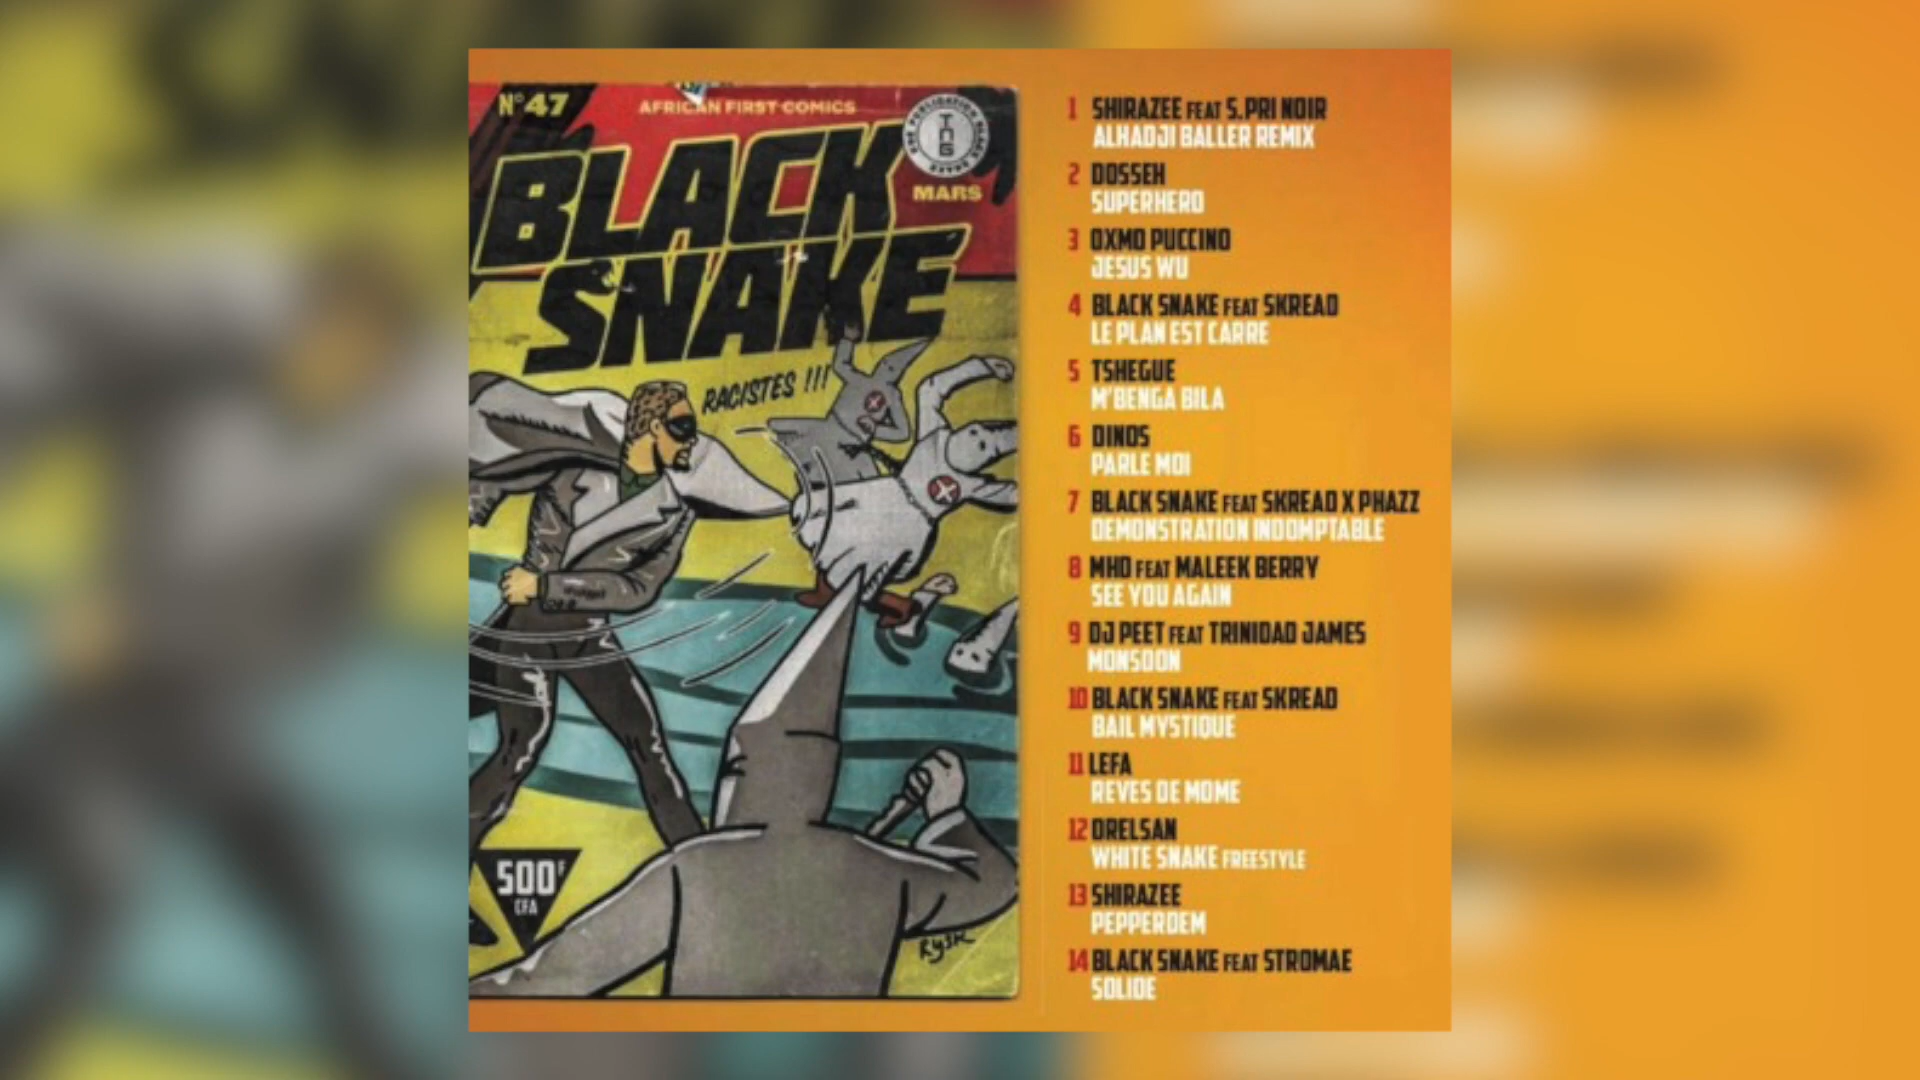 N°47
AFRICAN FIRST COMICS
TNG
MARS
BLACK
SNAKE
RACISTES !!!
500F
CFA
RYSK
1 SHIRAZEE FEAT S.PRI NOIR
ALHADJI BALLER REMIX
2 DOSSEH
SUPERHERO
3 OXMO PUCCINO
JESUS WU
4 BLACK SNAKE FEAT SKREAD
LE PLAN EST CARRE
5 TSHEGUE
M'BENGA BILA
6 DINOS
PARLE MOI
7 BLACK SNAKE FEAT SKREAD X PHAZZ
DEMONSTRATION INDOMPTABLE
8 MHD FEAT MALEEK BERRY
SEE YOU AGAIN
9 DJ PEET FEAT TRINIDAD JAMES
MONSOON
10 BLACK SNAKE FEAT SKREAD
BAIL MYSTIQUE
11 LEFA
REVES DE MOME
12 ORELSAN
WHITE SNAKE FREESTYLE
13 SHIRAZEE
PEPPERDEM
14 BLACK SNAKE FEAT STROMAE
SOLIDE